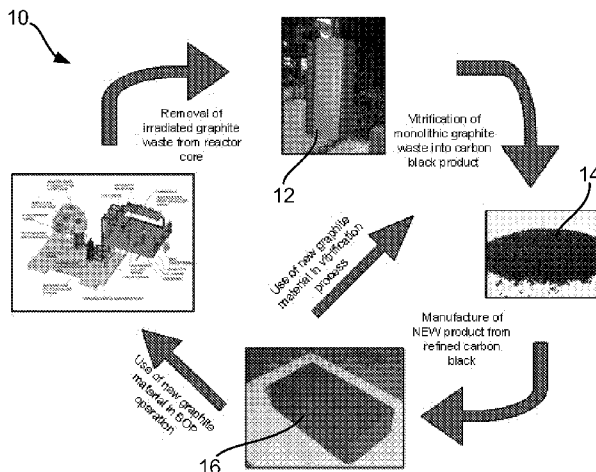 10
Removal of
irradiated graphite
waste from reactor
core
12
Vitrification of
monolithic graphite
waste into carbon
black product
14
Use of new graphite
material in vitrification
process
Manufacture of
NEW product from
refined carbon
black
Use of new graphite
material in BOP
operation
16